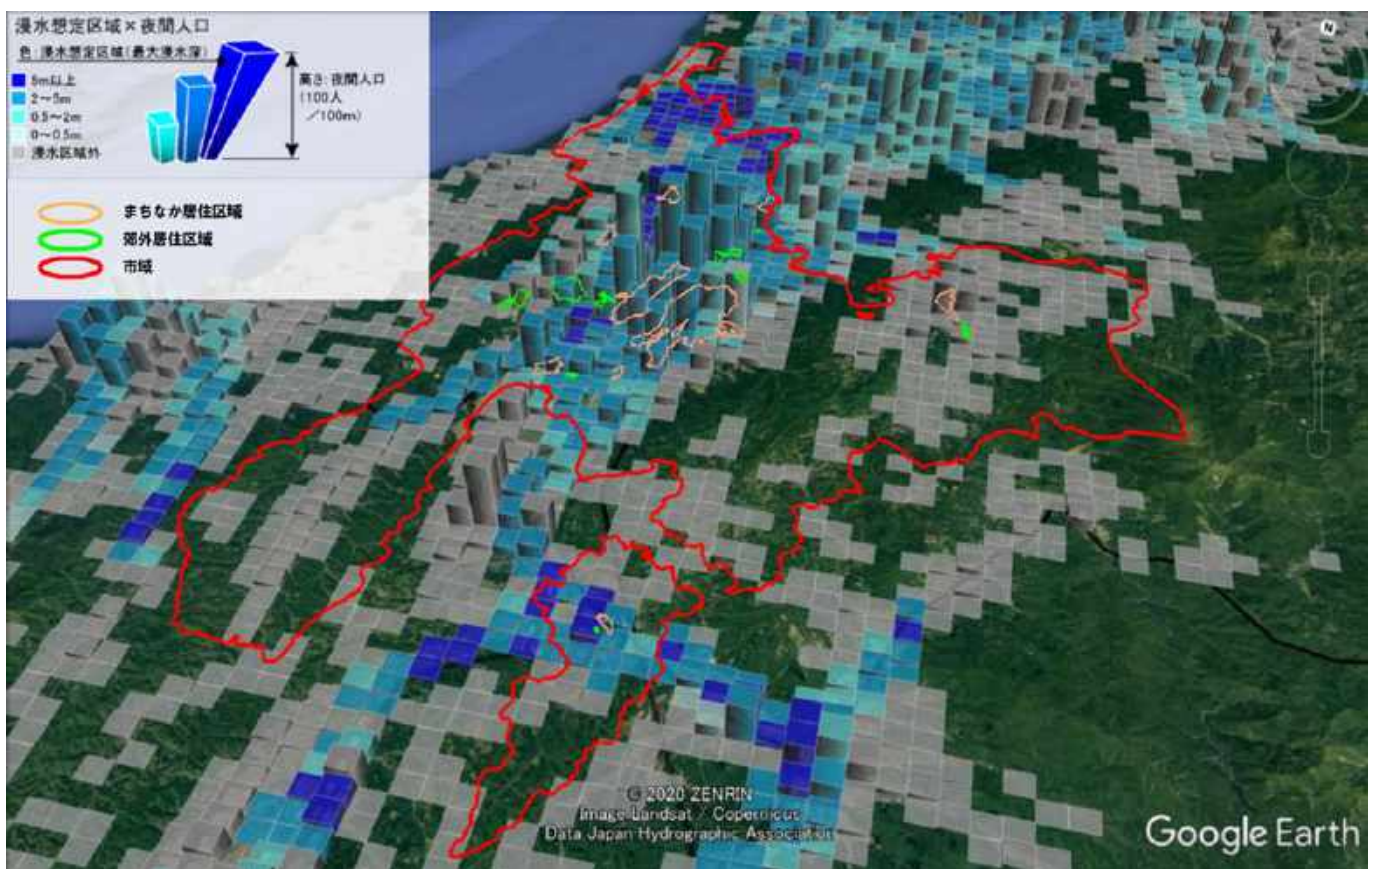 浸水想定区域×夜間人口
色:浸水想定区域(最大浸水深)
5m以上
2～5m
0.5～2m
0～0.5m
浸水区域外
高さ:夜間人口
(100人
／100m)
まちなか居住区域
郊外居住区域
市域
N
© 2020 ZENRIN
Image Landsat / Copernicus
Data Japan Hydrographic Association
Google Earth